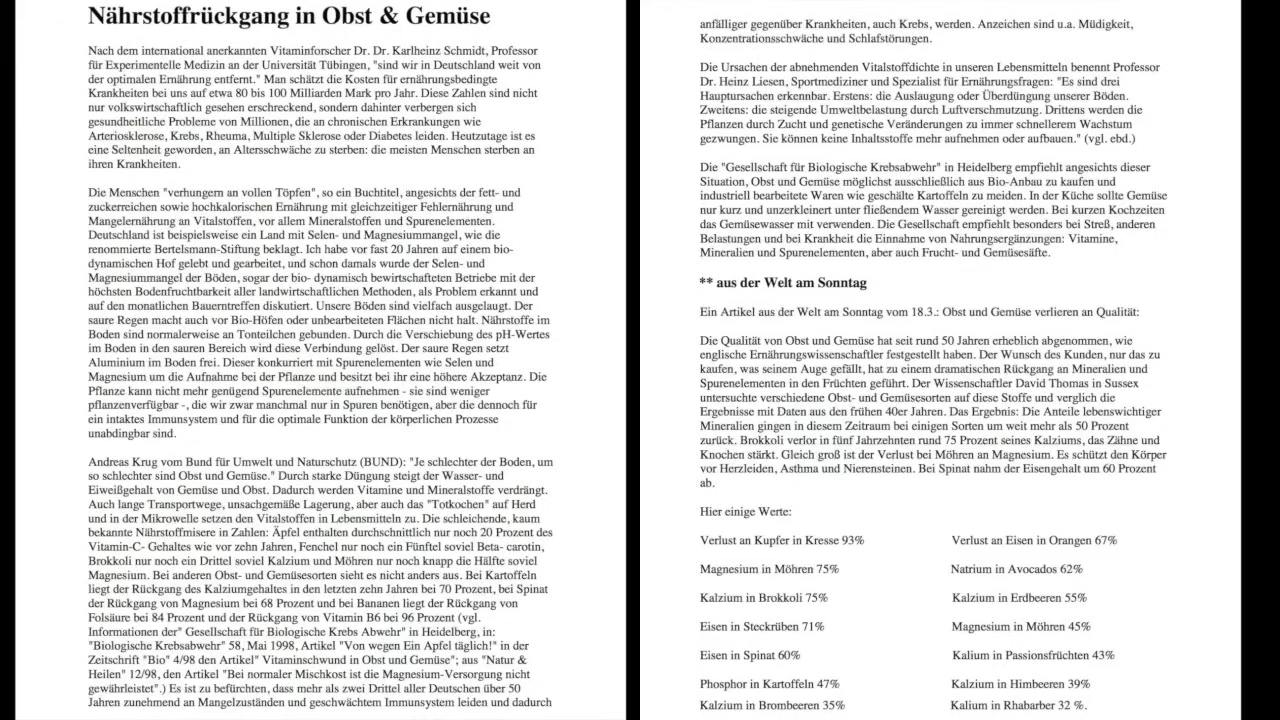 Nährstoffrückgang in Obst & Gemüse
Nach dem international anerkannten Vitaminforscher Dr. Dr. Karlheinz Schmidt, Professor
für Experimentelle Medizin an der Universität Tübingen, "sind wir in Deutschland weit von
der optimalen Ernährung entfernt." Man schätzt die Kosten für ernährungsbedingte
Krankheiten bei uns auf etwa 80 bis 100 Milliarden Mark pro Jahr. Diese Zahlen sind nicht
nur volkswirtschaftlich gesehen erschreckend, sondern dahinter verbergen sich
gesundheitliche Probleme von Millionen, die an chronischen Erkrankungen wie
Arteriosklerose, Krebs, Rheuma, Multiple Sklerose oder Diabetes leiden. Heutzutage ist es
eine Seltenheit geworden, an Altersschwäche zu sterben: die meisten Menschen sterben an
ihren Krankheiten.
Die Menschen "verhungern an vollen Töpfen", so ein Buchtitel, angesichts der fett- und
zuckerreichen sowie hochkalorischen Ernährung mit gleichzeitiger Fehlernährung und
Mangelernährung an Vitalstoffen, vor allem Mineralstoffen und Spurenelementen.
Deutschland ist beispielsweise ein Land mit Selen- und Magnesiummangel, wie die
renommierte Bertelsmann-Stiftung beklagt. Ich habe vor fast 20 Jahren auf einem bio-
dynamischen Hof gelebt und gearbeitet, und schon damals wurde der Selen- und
Magnesiummangel der Böden, sogar der bio- dynamisch bewirtschafteten Betriebe mit der
höchsten Bodenfruchtbarkeit aller landwirtschaftlichen Methoden, als Problem erkannt und
auf den monatlichen Bauerntreffen diskutiert. Unsere Böden sind vielfach ausgelaugt. Der
saure Regen macht auch vor Bio-Höfen oder unbearbeiteten Flächen nicht halt. Nährstoffe im
Boden sind normalerweise an Tonteilchen gebunden. Durch die Verschiebung des pH-Wertes
im Boden in den sauren Bereich wird diese Verbindung gelöst. Der saure Regen setzt
Aluminium im Boden frei. Dieser konkurriert mit Spurenelementen wie Selen und
Magnesium um die Aufnahme bei der Pflanze und besitzt bei ihr eine höhere Akzeptanz. Die
Pflanze kann nicht mehr genügend Spurenelemente aufnehmen - sie sind weniger
pflanzenverfügbar -, die wir zwar manchmal nur in Spuren benötigen, aber die dennoch für
ein intaktes Immunsystem und für die optimale Funktion der körperlichen Prozesse
unabdingbar sind.
Andreas Krug vom Bund für Umwelt und Naturschutz (BUND): "Je schlechter der Boden, um
so schlechter sind Obst und Gemüse." Durch starke Düngung steigt der Wasser- und
Eiweißgehalt von Gemüse und Obst. Dadurch werden Vitamine und Mineralstoffe verdrängt.
Auch lange Transportwege, unsachgemäße Lagerung, aber auch das "Totkochen" auf Herd
und in der Mikrowelle setzen den Vitalstoffen in Lebensmitteln zu. Die schleichende, kaum
bekannte Nährstoffmisere in Zahlen: Äpfel enthalten durchschnittlich nur noch 20 Prozent des
Vitamin-C- Gehaltes wie vor zehn Jahren, Fenchel nur noch ein Fünftel soviel Beta- carotin,
Brokkoli nur noch ein Drittel soviel Kalzium und Möhren nur noch knapp die Hälfte soviel
Magnesium. Bei anderen Obst- und Gemüsesorten sieht es nicht anders aus. Bei Kartoffeln
liegt der Rückgang des Kalziumgehaltes in den letzten zehn Jahren bei 70 Prozent, bei Spinat
der Rückgang von Magnesium bei 68 Prozent und bei Bananen liegt der Rückgang von
Folsäure bei 84 Prozent und der Rückgang von Vitamin B6 bei 96 Prozent (vgl.
Informationen der" Gesellschaft für Biologische Krebs Abwehr" in Heidelberg, in:
"Biologische Krebsabwehr" 58, Mai 1998, Artikel "Von wegen Ein Apfel täglich!" in der
Zeitschrift "Bio" 4/98 den Artikel" Vitaminschwund in Obst und Gemüse"; aus "Natur &
Heilen" 12/98, den Artikel "Bei normaler Mischkost ist die Magnesium-Versorgung nicht
gewährleistet".) Es ist zu befürchten, dass mehr als zwei Drittel aller Deutschen über 50
Jahren zunehmend an Mangelzuständen und geschwächtem Immunsystem leiden und dadurch
anfälliger gegenüber Krankheiten, auch Krebs, werden. Anzeichen sind u.a. Müdigkeit,
Konzentrationsschwäche und Schlafstörungen.
Die Ursachen der abnehmenden Vitalstoffdichte in unseren Lebensmitteln benennt Professor
Dr. Heinz Liesen, Sportmediziner und Spezialist für Ernährungsfragen: "Es sind drei
Hauptursachen erkennbar. Erstens: die Auslaugung oder Überdüngung unserer Böden.
Zweitens: die steigende Umweltbelastung durch Luftverschmutzung. Drittens werden die
Pflanzen durch Zucht und genetische Veränderungen zu immer schnellerem Wachstum
gezwungen. Sie können keine Inhaltsstoffe mehr aufnehmen oder aufbauen." (vgl. ebd.)
Die "Gesellschaft für Biologische Krebsabwehr" in Heidelberg empfiehlt angesichts dieser
Situation, Obst und Gemüse möglichst ausschließlich aus Bio-Anbau zu kaufen und
industriell bearbeitete Waren wie geschälte Kartoffeln zu meiden. In der Küche sollte Gemüse
nur kurz und unzerkleinert unter fließendem Wasser gereinigt werden. Bei kurzen Kochzeiten
das Gemüsewasser mit verwenden. Die Gesellschaft empfiehlt besonders bei Streß, anderen
Belastungen und bei Krankheit die Einnahme von Nahrungsergänzungen: Vitamine,
Mineralien und Spurenelementen, aber auch Frucht- und Gemüsesäfte.
** aus der Welt am Sonntag
Ein Artikel aus der Welt am Sonntag vom 18.3.: Obst und Gemüse verlieren an Qualität:
Die Qualität von Obst und Gemüse hat seit rund 50 Jahren erheblich abgenommen, wie
englische Ernährungswissenschaftler festgestellt haben. Der Wunsch des Kunden, nur das zu
kaufen, was seinem Auge gefällt, hat zu einem dramatischen Rückgang an Mineralien und
Spurenelementen in den Früchten geführt. Der Wissenschaftler David Thomas in Sussex
untersuchte verschiedene Obst- und Gemüsesorten auf diese Stoffe und verglich die
Ergebnisse mit Daten aus den frühen 40er Jahren. Das Ergebnis: Die Anteile lebenswichtiger
Mineralien gingen in diesem Zeitraum bei einigen Sorten um weit mehr als 50 Prozent
zurück. Brokkoli verlor in fünf Jahrzehnten rund 75 Prozent seines Kalziums, das Zähne und
Knochen stärkt. Gleich groß ist der Verlust bei Möhren an Magnesium. Es schützt den Körper
vor Herzleiden, Asthma und Nierensteinen. Bei Spinat nahm der Eisengehalt um 60 Prozent
ab.
Hier einige Werte:
Verlust an Kupfer in Kresse 93% Verlust an Eisen in Orangen 67%
Magnesium in Möhren 75% Natrium in Avocados 62%
Kalzium in Brokkoli 75% Kalzium in Erdbeeren 55%
Eisen in Steckrüben 71% Magnesium in Möhren 45%
Eisen in Spinat 60% Kalium in Passionsfrüchten 43%
Phosphor in Kartoffeln 47% Kalzium in Himbeeren 39%
Kalzium in Brombeeren 35% Kalium in Rhabarber 32 %.